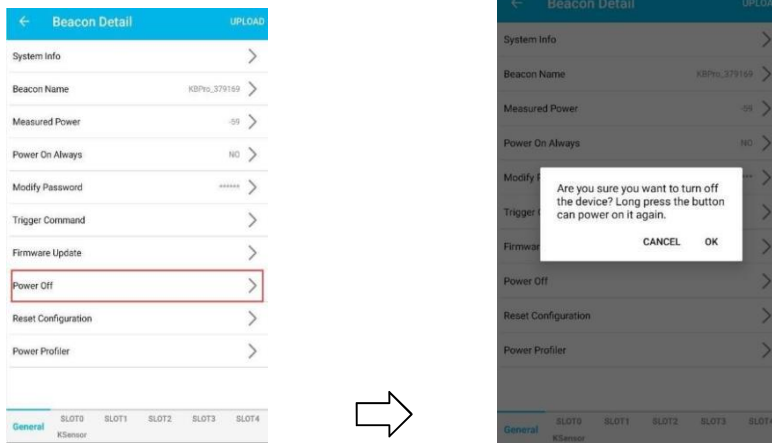 Beacon Detail UPLOAD
System Info
Beacon Name KBPro_379169
Measured Power -59
Power On Always NO
Modify Password ******
Trigger Command
Firmware Update
Power Off
Reset Configuration
Power Profiler
General SLOT0 SLOT1 SLOT2 SLOT3 SLOT4
KSensor
Beacon Detail
System Info
Beacon Name KBPro_379169
Measured Power -59
Power On Always NO
Modify
Trigger
Firmwar
Are you sure you want to turn off
the device? Long press the button
can power on it again.
CANCEL OK
Power Off
Reset Configuration
Power Profiler
General SLOT0 SLOT1 SLOT2 SLOT3 SLOT4
KSensor